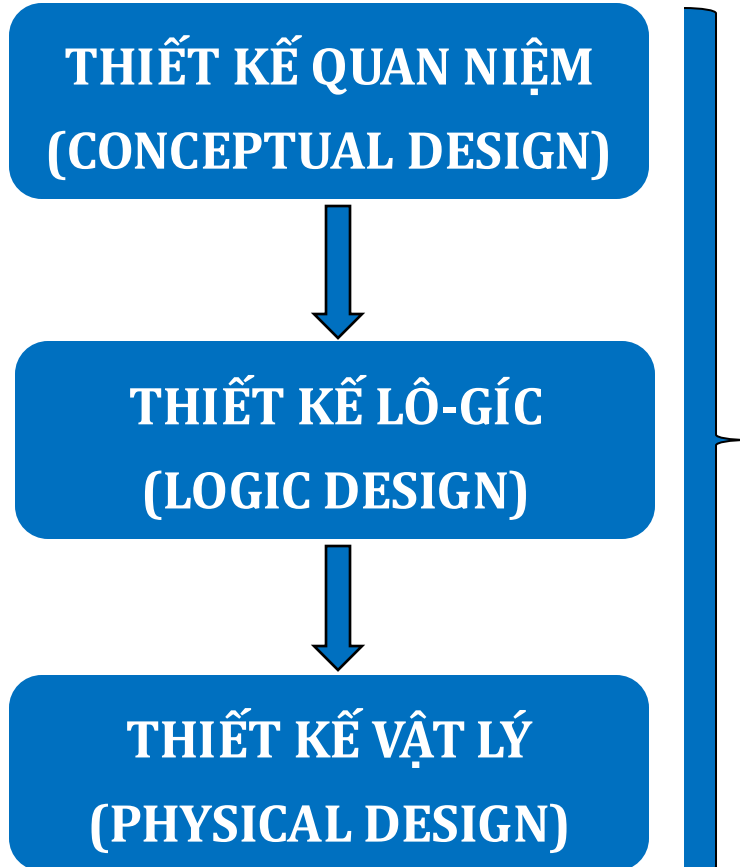 THIẾT KẾ QUAN NIỆM
(CONCEPTUAL DESIGN)
THIẾT KẾ LÔ-GÍC
(LOGIC DESIGN)
THIẾT KẾ VẬT LÝ
(PHYSICAL DESIGN)